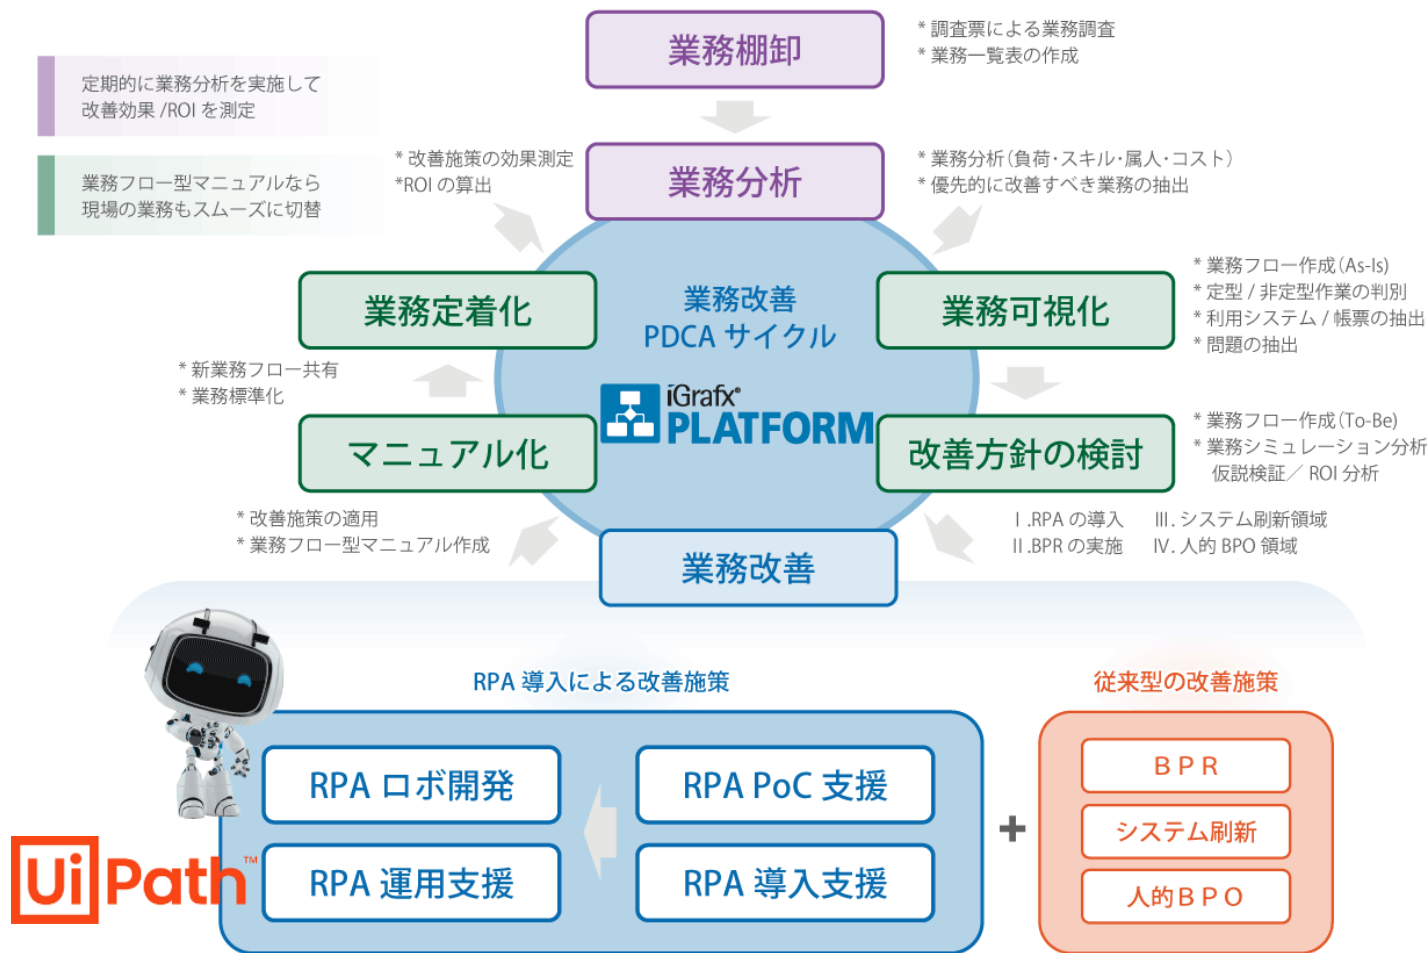 業務棚卸
* 調査票による業務調査
* 業務一覧表の作成
定期的に業務分析を実施して
改善効果 /ROI を測定
業務フロー型マニュアルなら
現場の業務もスムーズに切替
* 改善施策の効果測定
*ROI の算出
業務分析
* 業務分析（負荷・スキル・属人・コスト）
* 優先的に改善すべき業務の抽出
業務定着化
業務改善
PDCA サイクル
業務可視化
* 業務フロー作成（As-Is)
* 定型 / 非定型作業の判別
* 利用システム / 帳票の抽出
* 問題の抽出
* 新業務フロー共有
* 業務標準化
iGrafx®
PLATFORM
マニュアル化
改善方針の検討
* 業務フロー作成（To-Be)
* 業務シミュレーション分析
仮説検証／ ROI 分析
* 改善施策の適用
* 業務フロー型マニュアル作成
業務改善
Ⅰ.RPA の導入 Ⅲ. システム刷新領域
Ⅱ.BPR の実施 Ⅳ. 人的 BPO 領域
RPA 導入による改善施策
従来型の改善施策
RPA ロボ開発
RPA PoC 支援
RPA 運用支援
RPA 導入支援
+
ＢＰＲ
システム刷新
人的ＢＰＯ
UiPath™